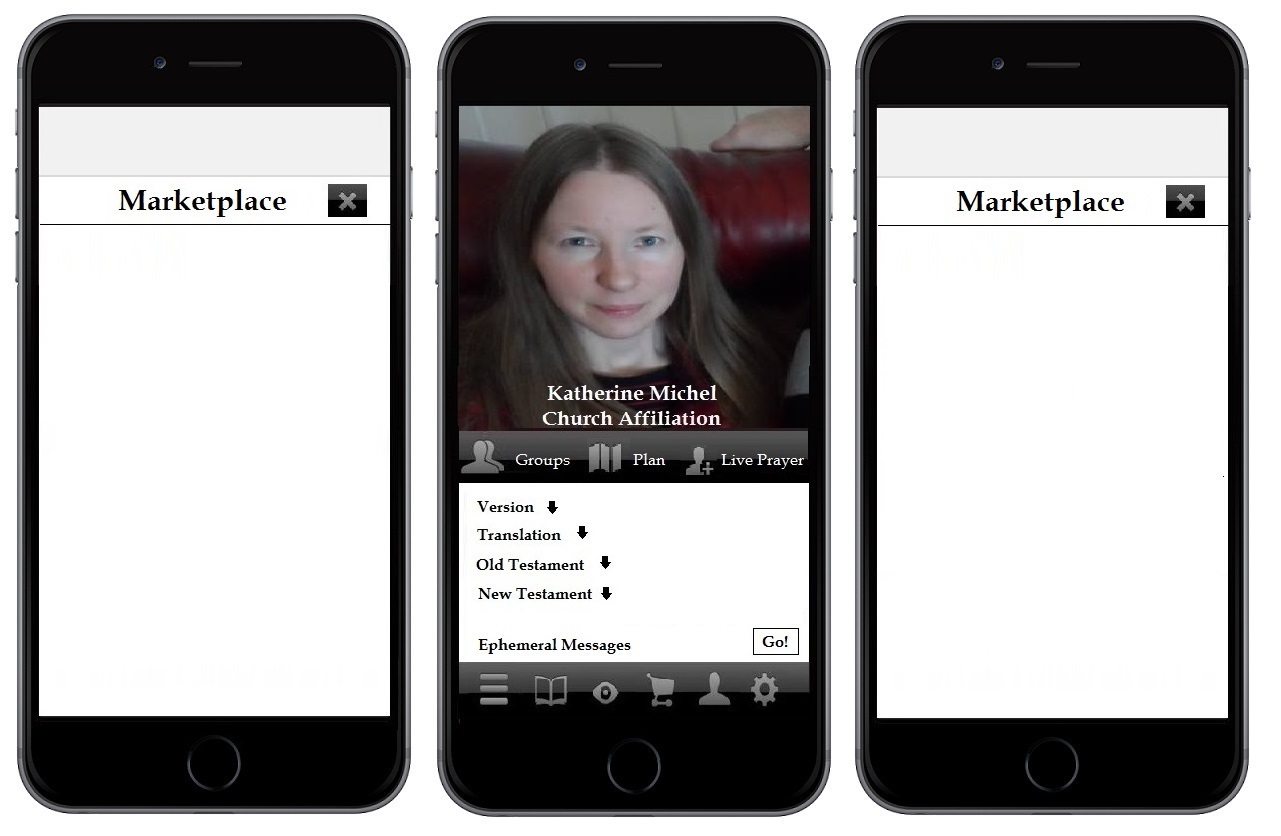 Marketplace
Katherine Michel
Church Affiliation
Groups Plan Live Prayer
Version
Translation
Old Testament
New Testament
Ephemeral Messages Go!
Marketplace